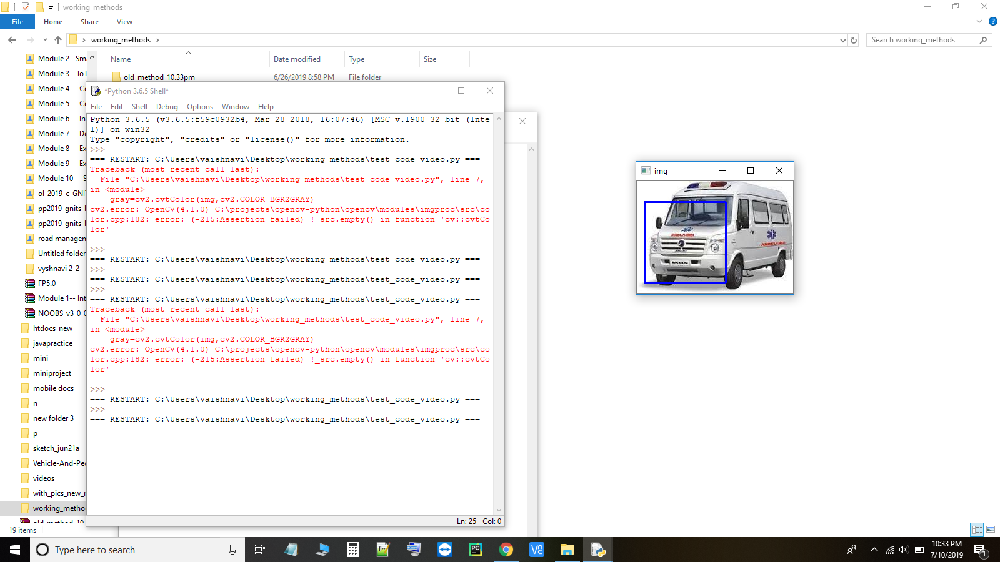 working_methods
File Home Share View
working_methods
Search working_methods
Name Date modified Type Size
old_method_10.33pm 6/26/2019 8:58 PM File folder
Module 2--Sma
Module 3-- IoT
Module 4 -- Co
Module 5 -- Co
Module 6 -- In
Module 7 -- De
Module 8 -- Ex
Module 9 -- Ex
Module 10 -- S
ol_2019_c_GNI
pp2019_gnits_l
pp2019_gnits_l
road managem
Untitled folder
vyshnavi 2-2
FP5.0
Module 1-- Int
NOOBS_v3_0_0
htdocs_new
javapractice
mini
miniproject
mobile docs
n
new folder 3
p
sketch_jun21a
Vehicle-And-Ped
videos
with_pics_new_r
working_metho
old_method_10
19 items
*Python 3.6.5 Shell*
File Edit Shell Debug Options Window Help
Python 3.6.5 (v3.6.5:f59c0932b4, Mar 28 2018, 16:07:46) [MSC v.1900 32 bit (Inte
l)] on win32
Type "copyright", "credits" or "license()" for more information.
>>>
=== RESTART: C:\Users\vaishnavi\Desktop\working_methods\test_code_video.py ===
Traceback (most recent call last):
  File "C:\Users\vaishnavi\Desktop\working_methods\test_code_video.py", line 7,
in <module>
    gray=cv2.cvtColor(img,cv2.COLOR_BGR2GRAY)
cv2.error: OpenCV(4.1.0) C:\projects\opencv-python\opencv\modules\imgproc\src\co
lor.cpp:182: error: (-215:Assertion failed) !_src.empty() in function 'cv::cvtCo
lor'
>>>
=== RESTART: C:\Users\vaishnavi\Desktop\working_methods\test_code_video.py ===
>>>
=== RESTART: C:\Users\vaishnavi\Desktop\working_methods\test_code_video.py ===
>>>
=== RESTART: C:\Users\vaishnavi\Desktop\working_methods\test_code_video.py ===
Traceback (most recent call last):
  File "C:\Users\vaishnavi\Desktop\working_methods\test_code_video.py", line 7,
in <module>
    gray=cv2.cvtColor(img,cv2.COLOR_BGR2GRAY)
cv2.error: OpenCV(4.1.0) C:\projects\opencv-python\opencv\modules\imgproc\src\co
lor.cpp:182: error: (-215:Assertion failed) !_src.empty() in function 'cv::cvtCo
lor'
>>>
=== RESTART: C:\Users\vaishnavi\Desktop\working_methods\test_code_video.py ===
>>>
=== RESTART: C:\Users\vaishnavi\Desktop\working_methods\test_code_video.py ===
Ln: 25 Col: 0
img
AMBULANCE
Type here to search
PC
10:33 PM
7/10/2019
1